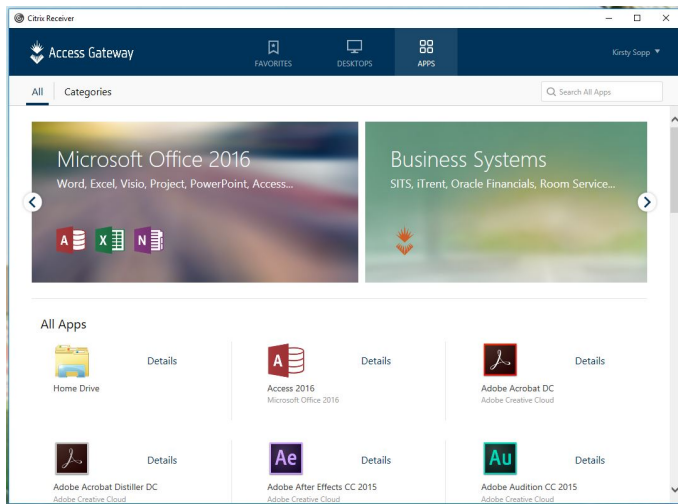 Citrix Receiver
Access Gateway
FAVORITES
DESKTOPS
APPS
Kirsty Sopp
All
Categories
Search All Apps
Microsoft Office 2016
Word, Excel, Visio, Project, PowerPoint, Access...
A
X
N
Business Systems
SITS, iTrent, Oracle Financials, Room Service...
All Apps
Details
Home Drive
A
Details
Access 2016
Microsoft Office 2016
Details
Adobe Acrobat DC
Adobe Creative Cloud
Details
Adobe Acrobat Distiller DC
Adobe Creative Cloud
Ae
Details
Adobe After Effects CC 2015
Adobe Creative Cloud
Au
Details
Adobe Audition CC 2015
Adobe Creative Cloud